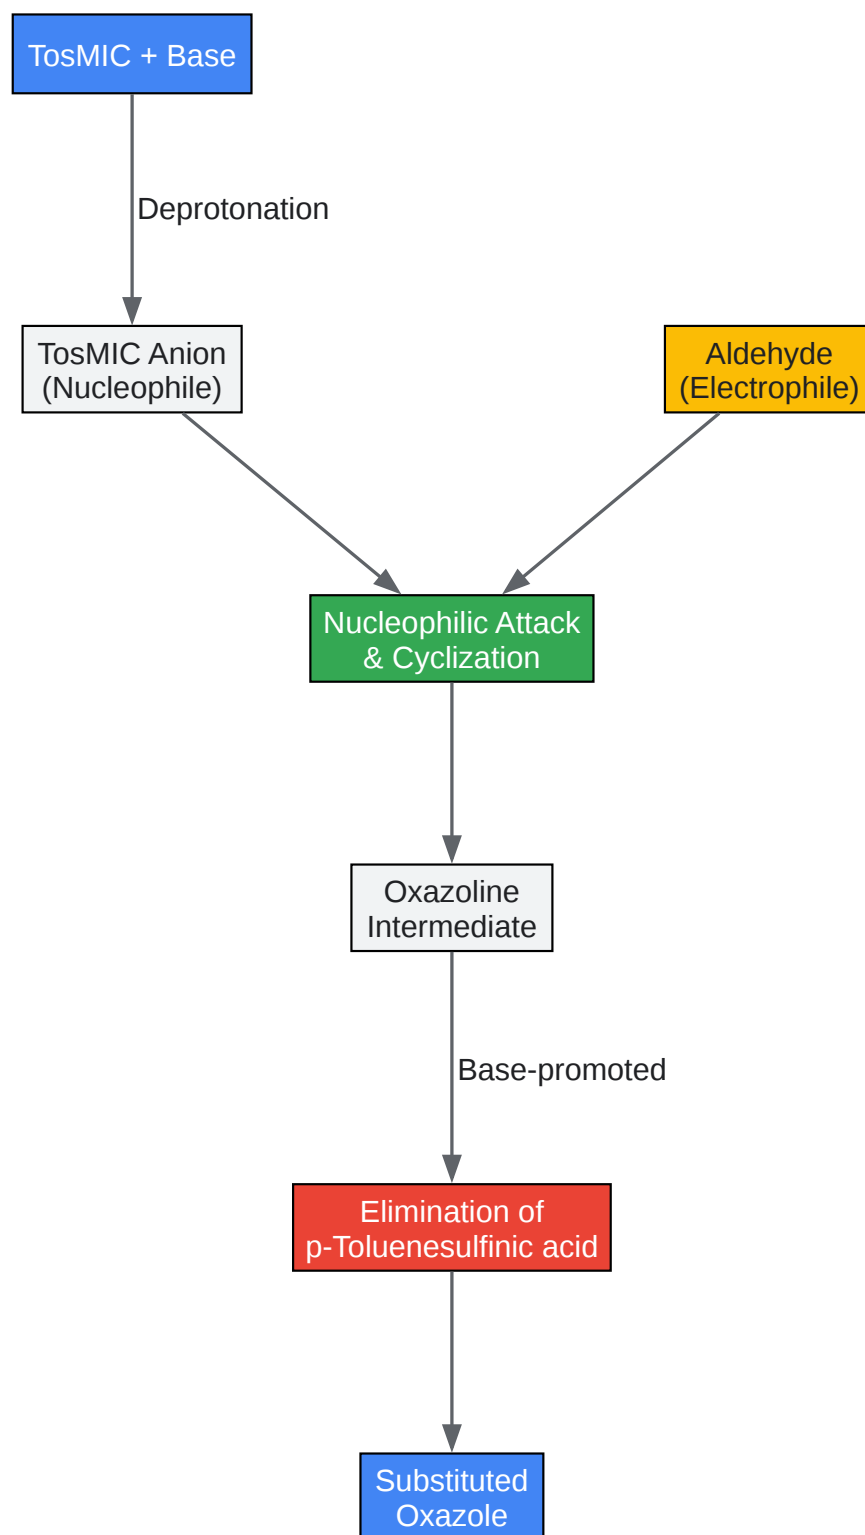 TosMIC + Base
Deprotonation
TosMIC Anion
(Nucleophile)
Aldehyde
(Electrophile)
Nucleophilic Attack
& Cyclization
Oxazoline
Intermediate
Base-promoted
Elimination of
p-Toluenesulfinic acid
Substituted
Oxazole